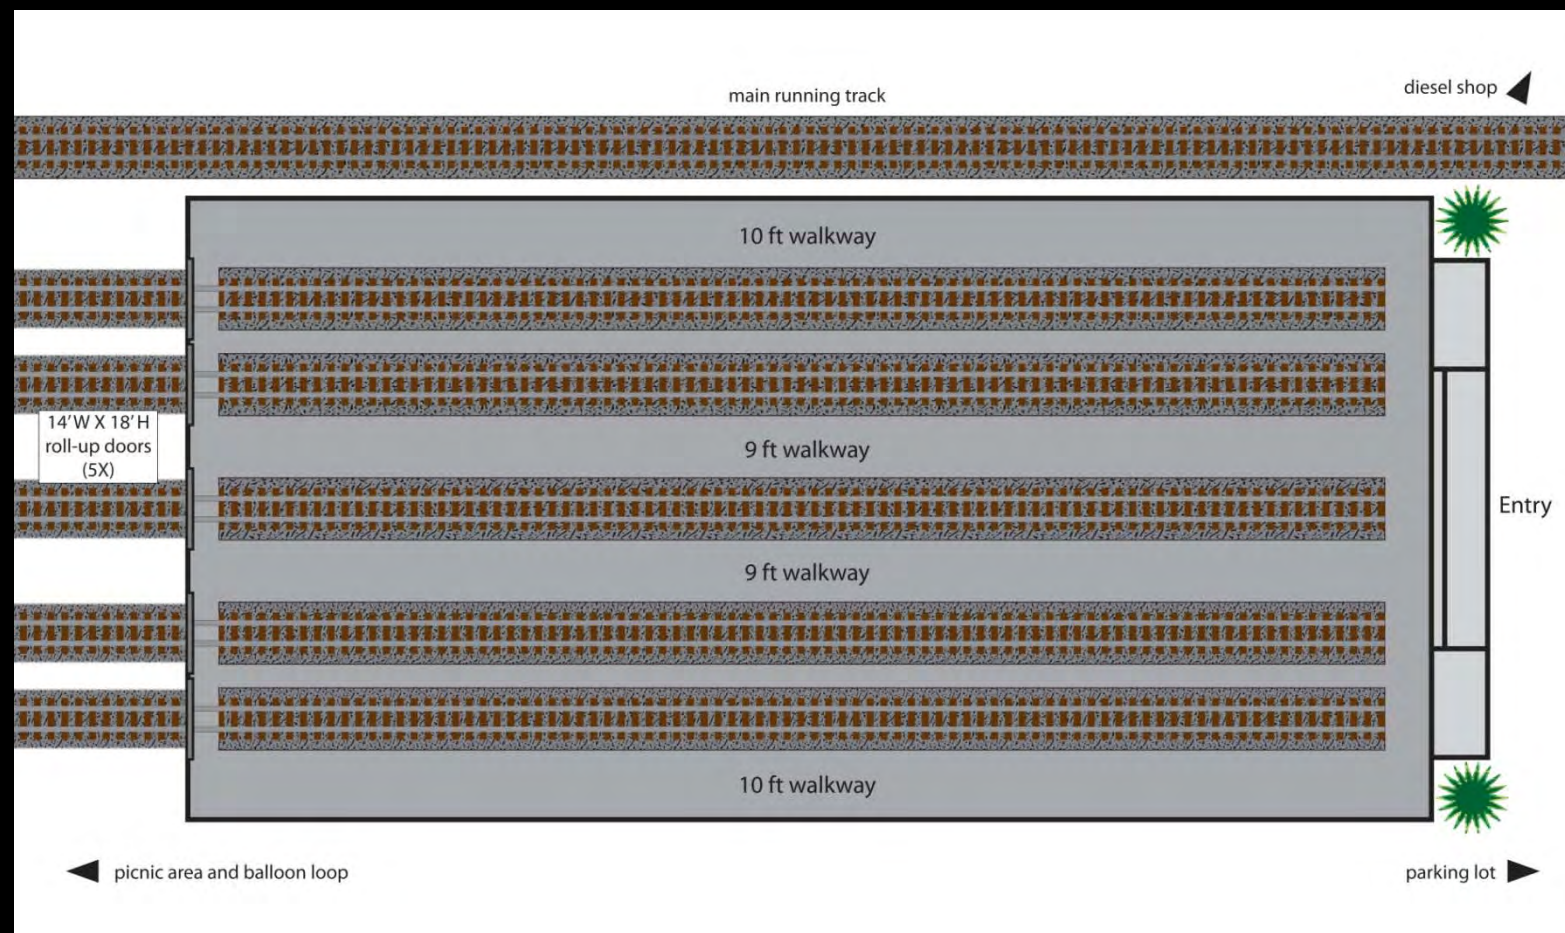 diesel shop
main running track
10 ft walkway
14’W X 18’H
roll-up doors
(5X)
9 ft walkway
Entry
9 ft walkway
10 ft walkway
picnic area and balloon loop
parking lot